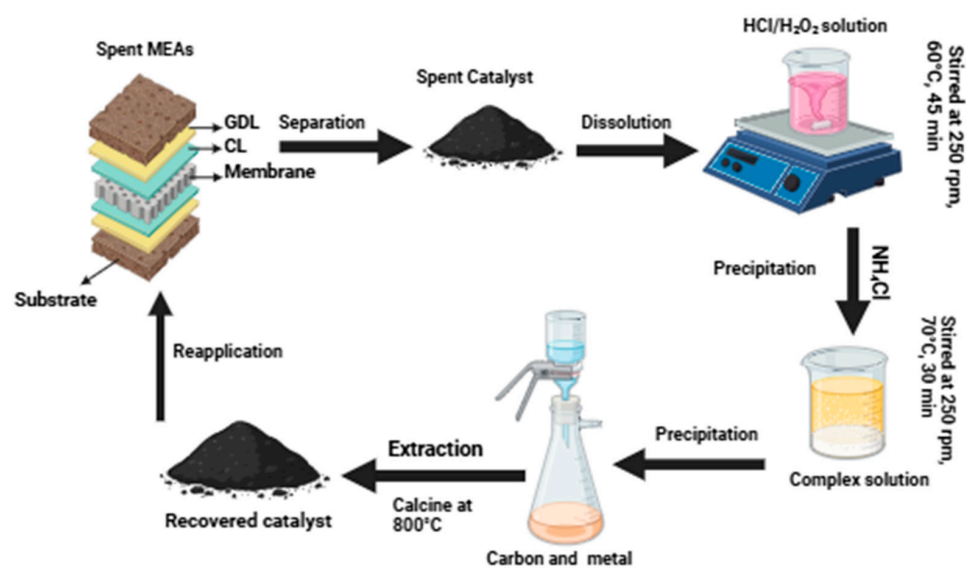 Spent MEAs
GDL
CL
Membrane
Substrate
Separation
Spent Catalyst
Dissolution
HCl/H₂O₂ solution
Stirred at 250 rpm,
60°C, 45 min
Precipitation
NH₄Cl
Stirred at 250 rpm,
70°C, 30 min
Complex solution
Precipitation
Carbon and metal
Extraction
Calcine at
800°C
Recovered catalyst
Reapplication